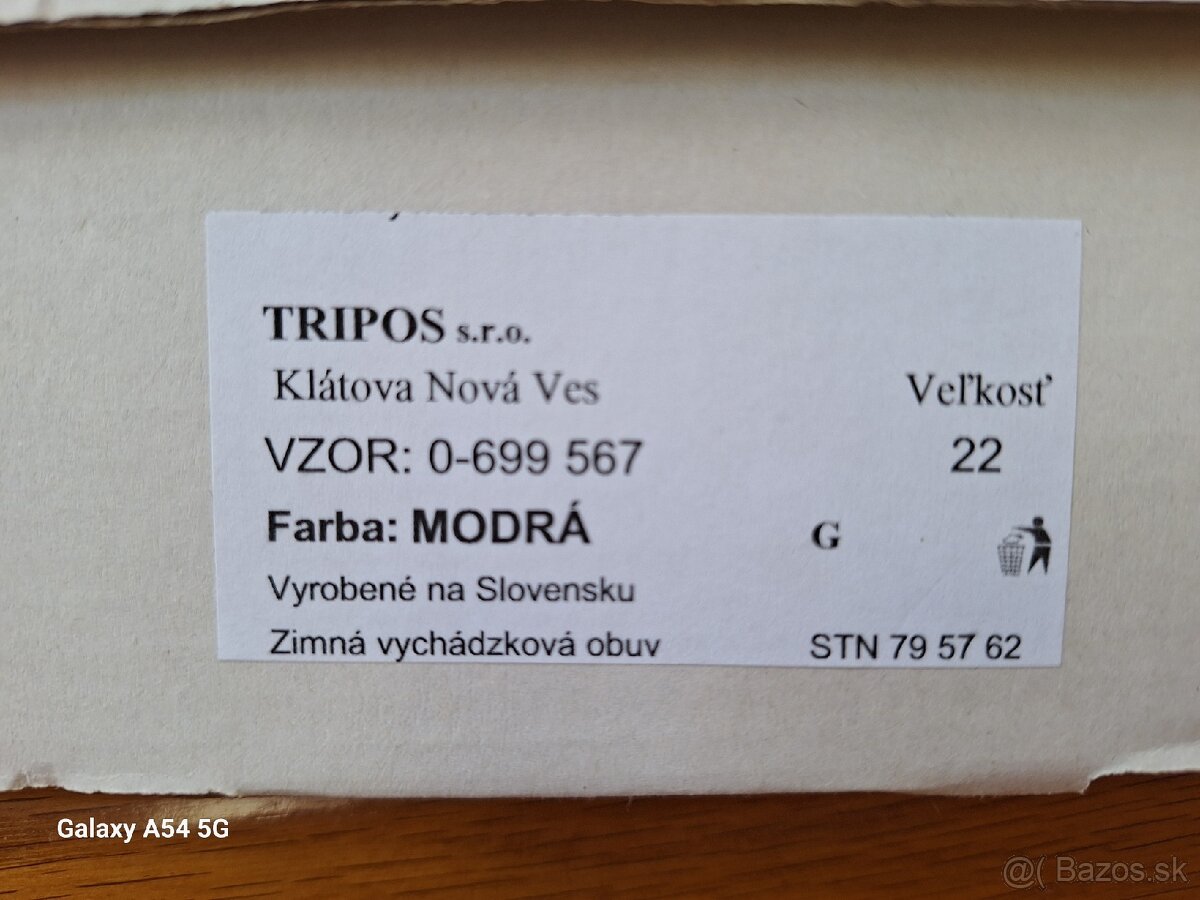 TRIPOS s.r.o.
Klátova Nová Ves
Veľkosť
VZOR: 0-699 567
22
Farba: MODRÁ
G
Vyrobené na Slovensku
Zimná vychádzková obuv
STN 79 57 62
Galaxy A54 5G
@( Bazos.sk